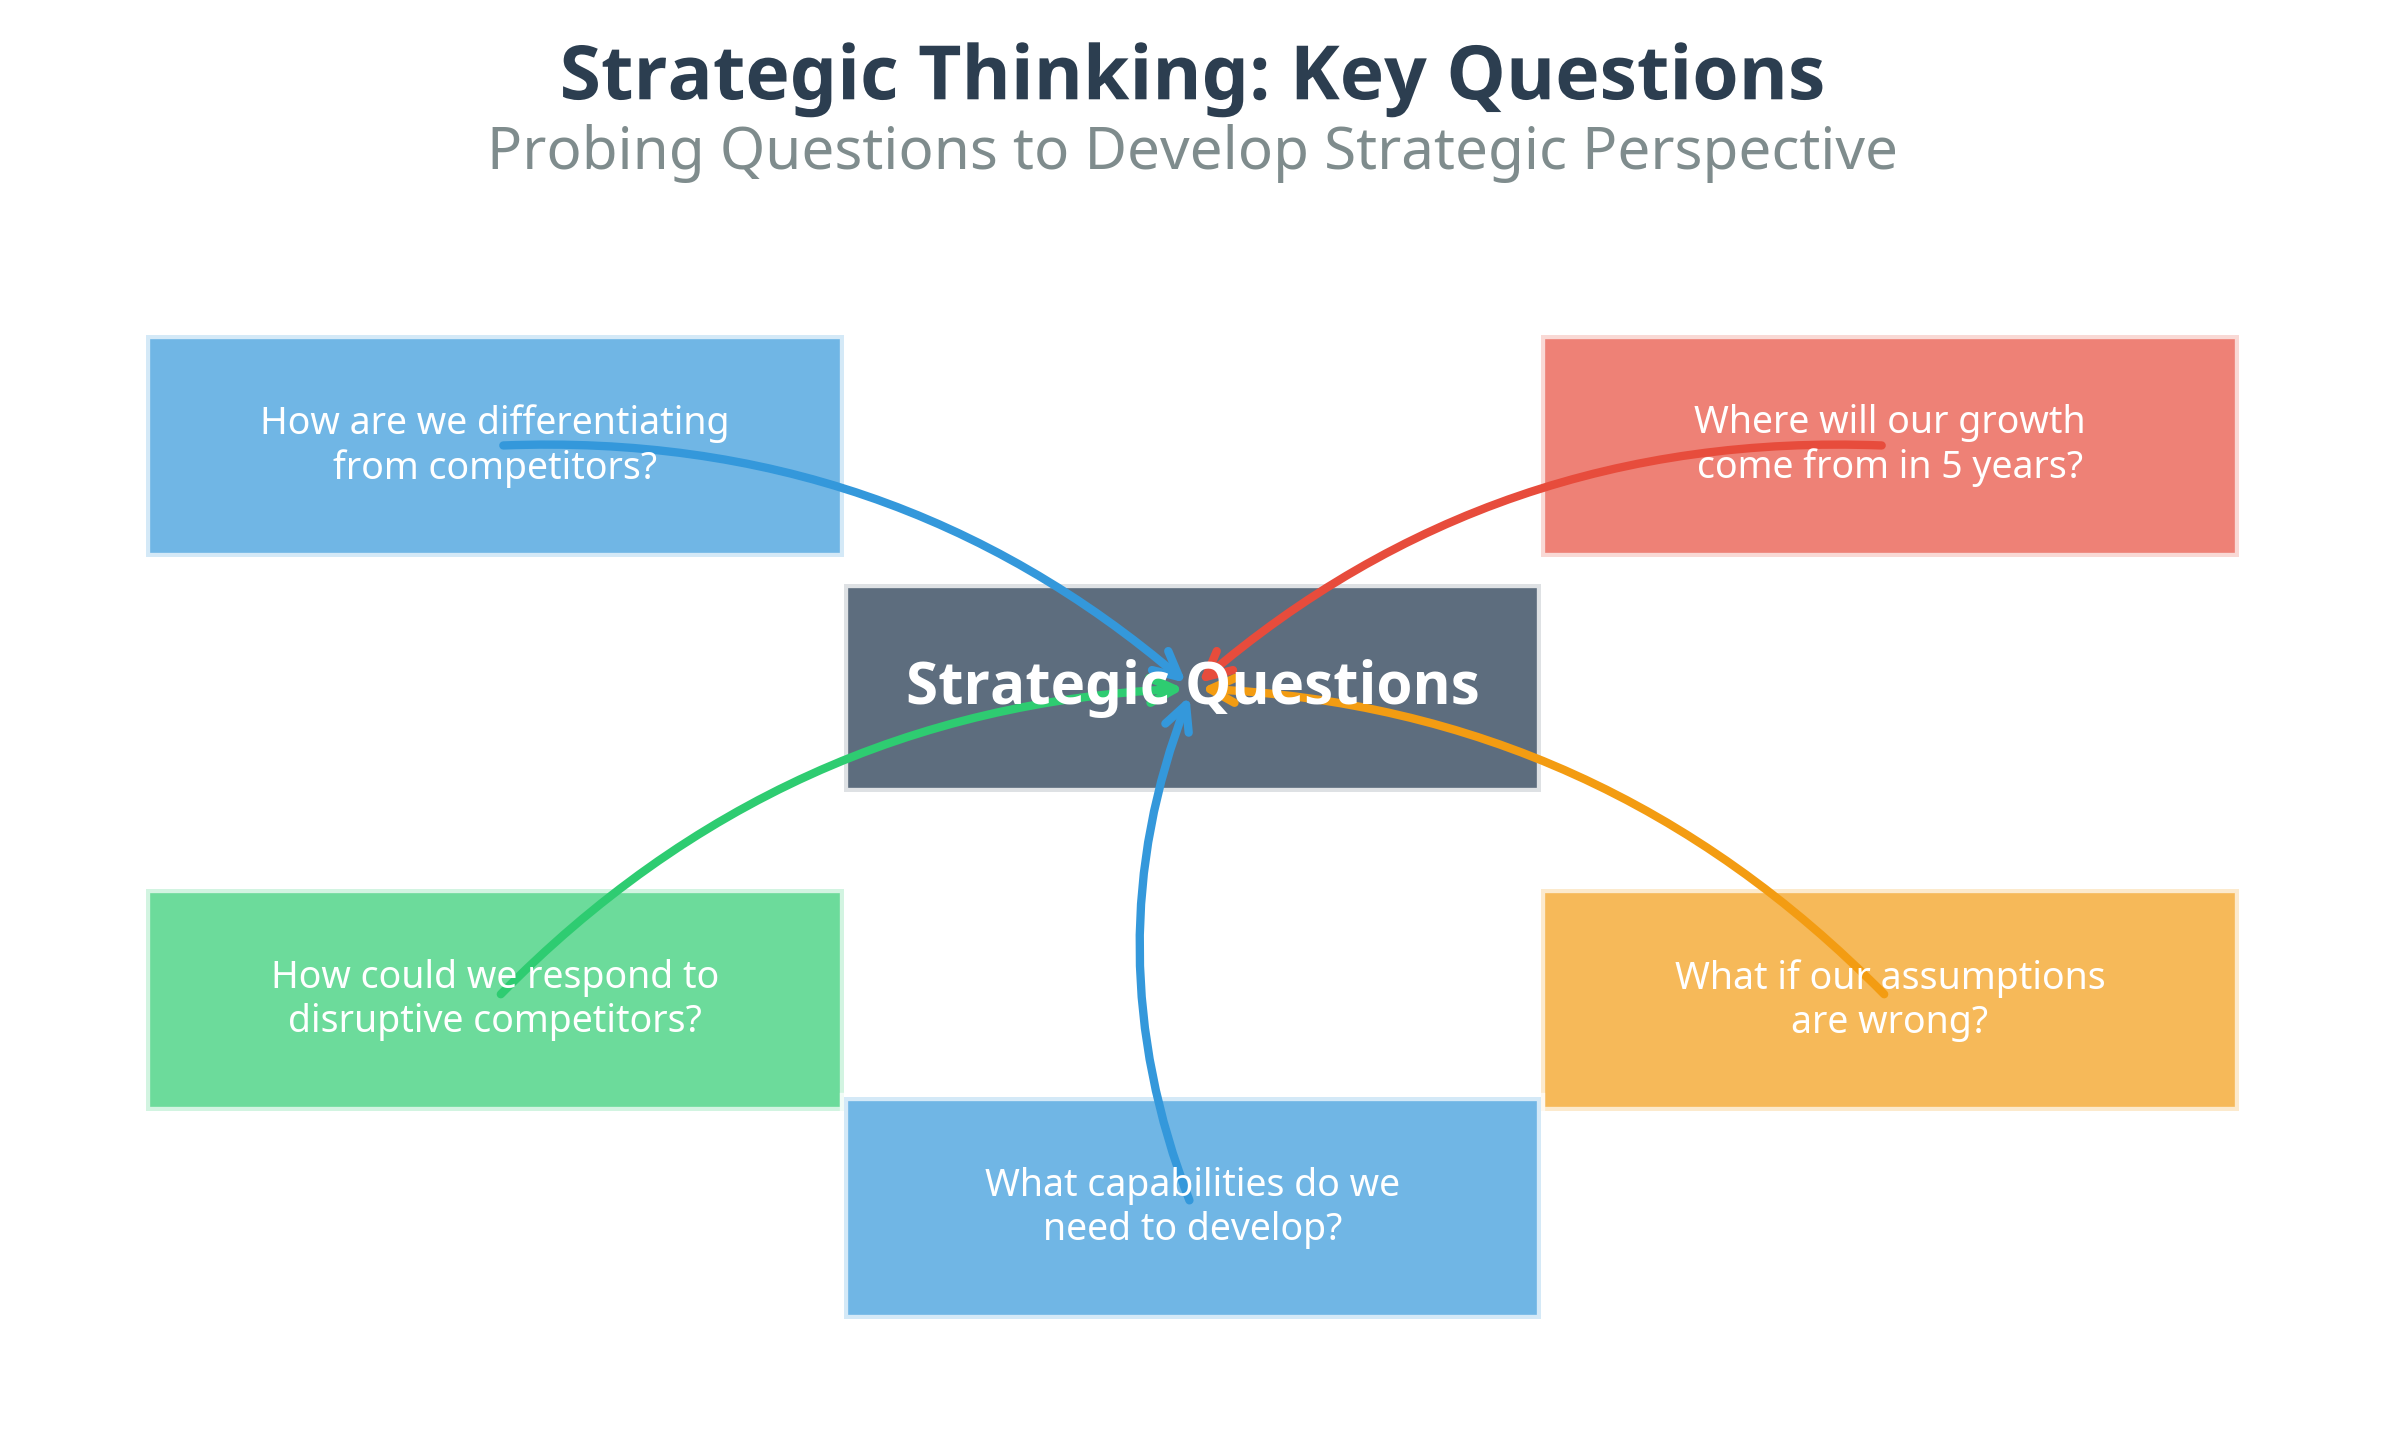 Strategic Thinking: Key Questions
Probing Questions to Develop Strategic Perspective
How are we differentiating
from competitors?
Where will our growth
come from in 5 years?
Strategic Questions
How could we respond to
disruptive competitors?
What if our assumptions
are wrong?
What capabilities do we
need to develop?